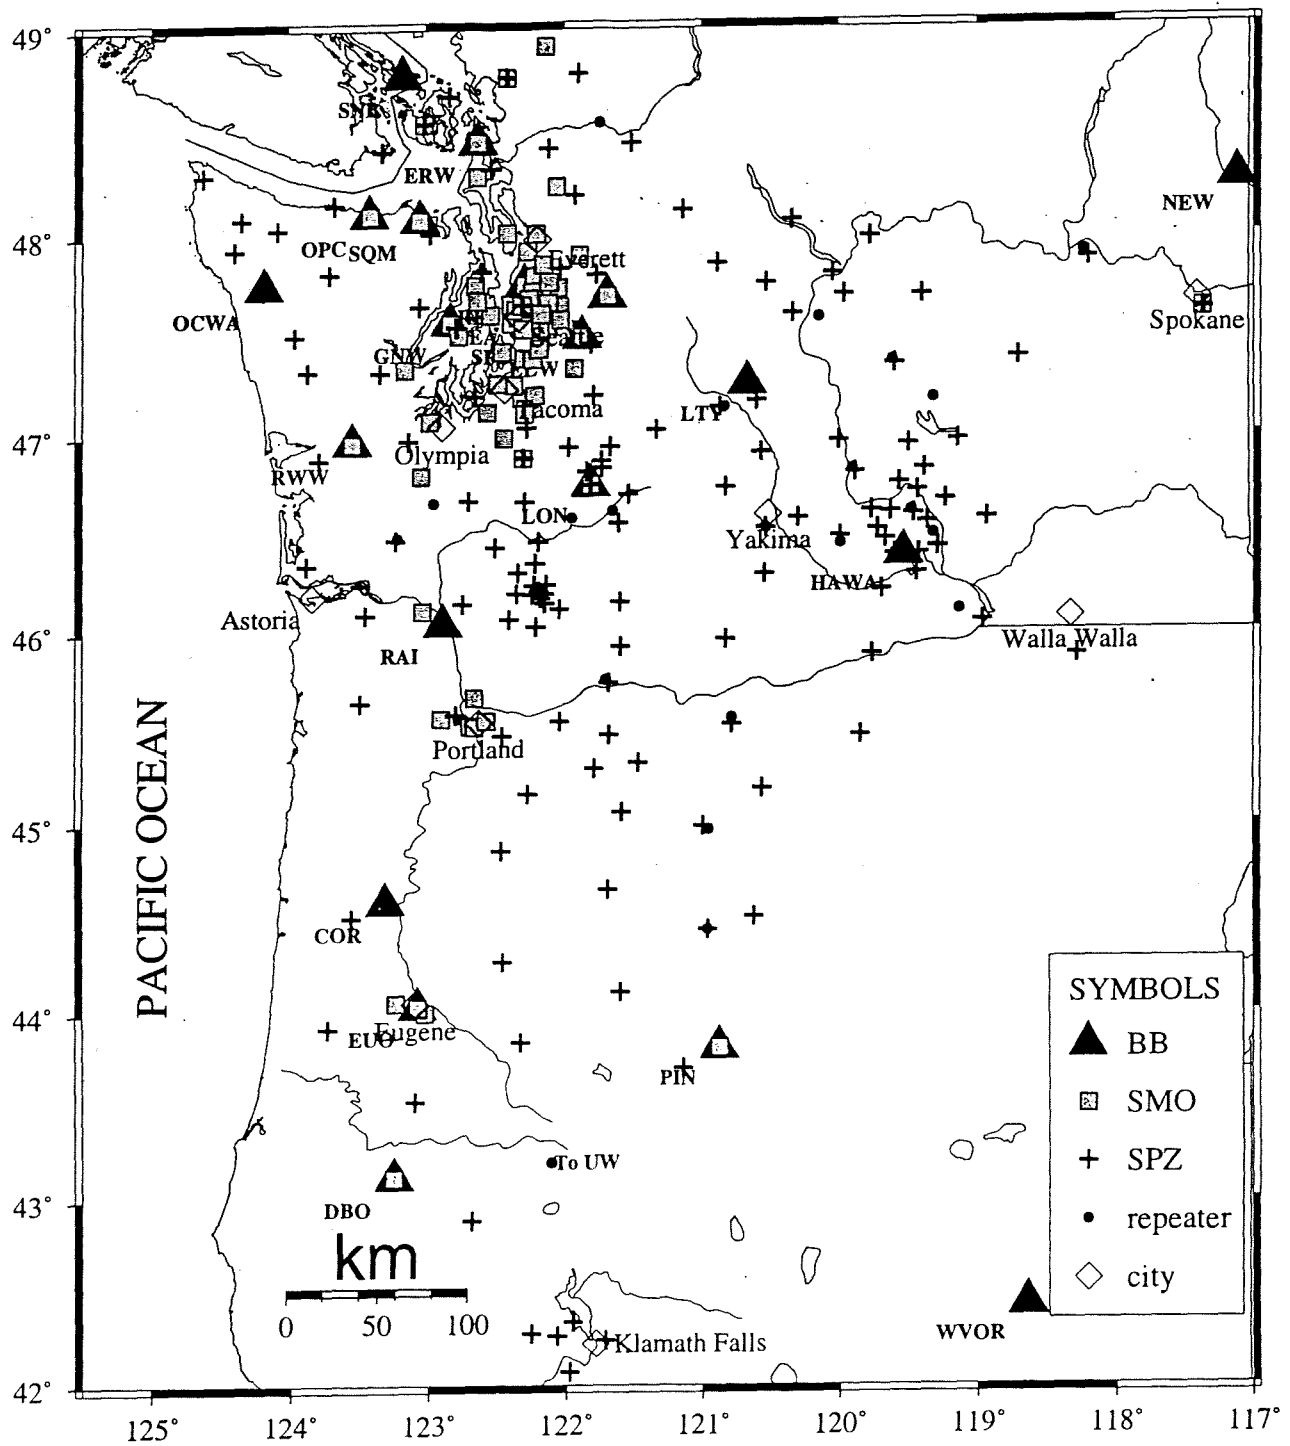 49°
SNB
ERW
NEW
OPC SQM
48°
Everett
OCWA
Spokane
Seattle
GNW
Tacoma
LTY
47°
Olympia
RWW
LON
Yakima
HAWA
Astoria
46°
Walla Walla
RAI
PACIFIC OCEAN
Portland
45°
COR
SYMBOLS
44°
Eugene
EUO
BB
PIN
SMO
SPZ
To UW
43°
DBO
repeater
km
city
0 50 100
WVOR
Klamath Falls
42°
125° 124° 123° 122° 121° 120° 119° 118° 117°